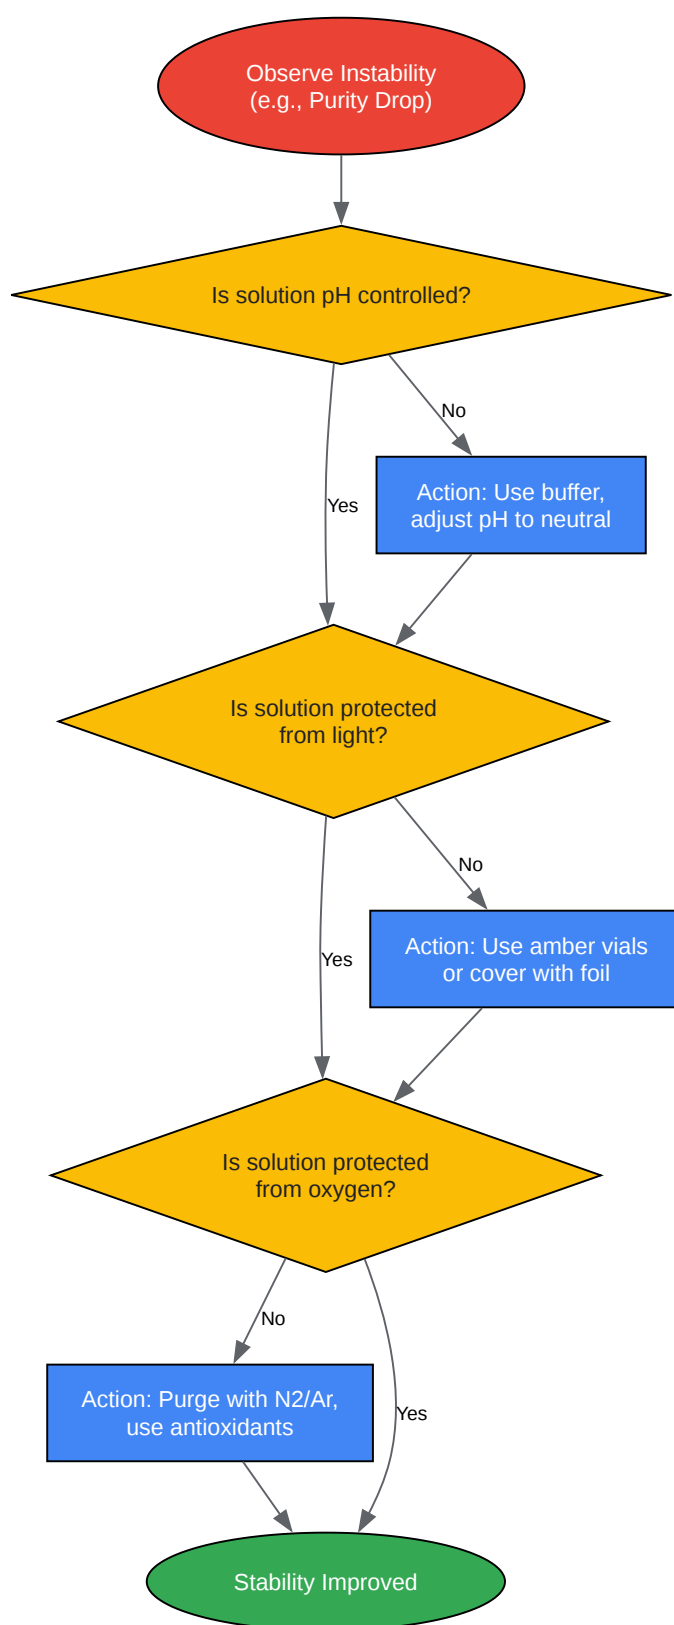 Observe Instability
(e.g., Purity Drop)
Is solution pH controlled?
No
Yes
Action: Use buffer,
adjust pH to neutral
Is solution protected
from light?
No
Yes
Action: Use amber vials
or cover with foil
Is solution protected
from oxygen?
No
Yes
Action: Purge with N2/Ar,
use antioxidants
Stability Improved